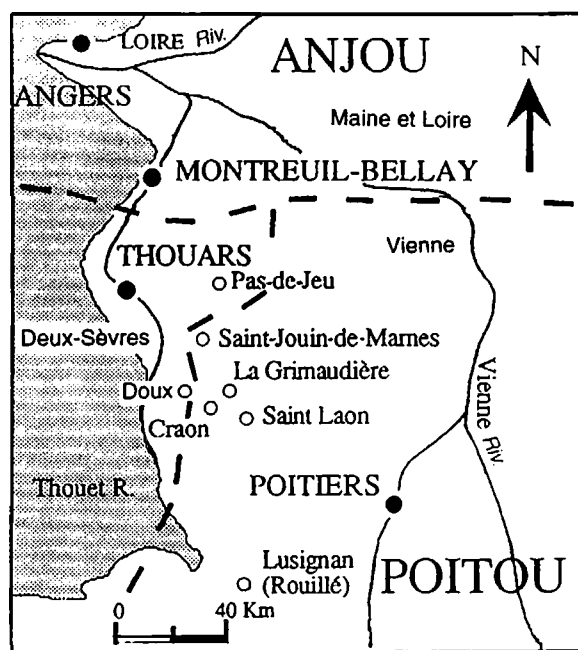 LOIRE Riv.
ANJOU
N
ANGERS
Maine et Loire
MONTREUIL-BELLAY
THOUARS
Vienne
Pas-de-Jeu
Deux-Sèvres
Saint-Jouin-de-Marnes
La Grimaudière
Doux
Craon
Saint Laon
Vienne Riv.
Thouet R.
POITIERS
Lusignan
(Rouillé)
POITOU
0
40 Km